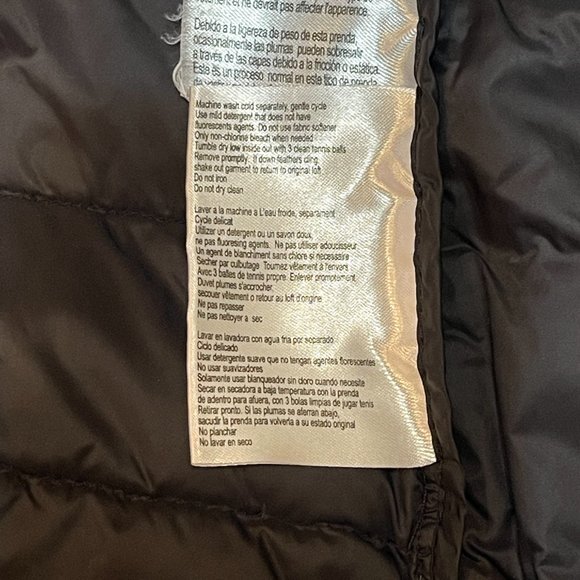 et ne devrait pas affecter l'apparence.
Debido a la ligereza de peso de esta prenda,
ocasionalmente las plumas pueden sobresalir
a traves de las capas debido a la fricción o estática.
Este es un proceso normal en este tipo de prenda
Machine wash cold separately, gentle cycle
Use mild detergent that does not have
fluorescents agents. Do not use fabric softener
Only non-chlorine bleach when needed
Tumble dry low inside out with 3 clean tennis balls
Remove promptly. If down feathers cling,
shake out garment to return to original loft
Do not iron
Do not dry clean
Laver a la machine a L'eau froide, separament
Cycle delicat
Utilizer un detergent ou un savon doux,
ne pas fluoresing agents. Ne pas utiliser adoucisseur
Un agent de blanchiment sans chlore si necessaire
Secher par culbutage Tournez vêtement à l'envers
Avec 3 balles de tennis propre. Enlever promptement.
Duvet plumes s'accrocher,
secouer vêtement o retour au loft d'origine
Ne pas repasser
Ne pas nettoyer a sec
Lavar en lavadora con agua fria por separado
Ciclo delicado
Usar detergente suave que no tengan agentes florescentes
No usar suavizadores
Solamente usar blanqueador sin cloro cuando necesite
Secar en secadora a baja temperatura con la prenda
de adentro para afuera, con 3 bolas limpias de jugar tenis
Retirar pronto. Si las plumas se aferran abajo,
sacudir la prenda para volverla a su estado original
No planchar
No lavar en seco